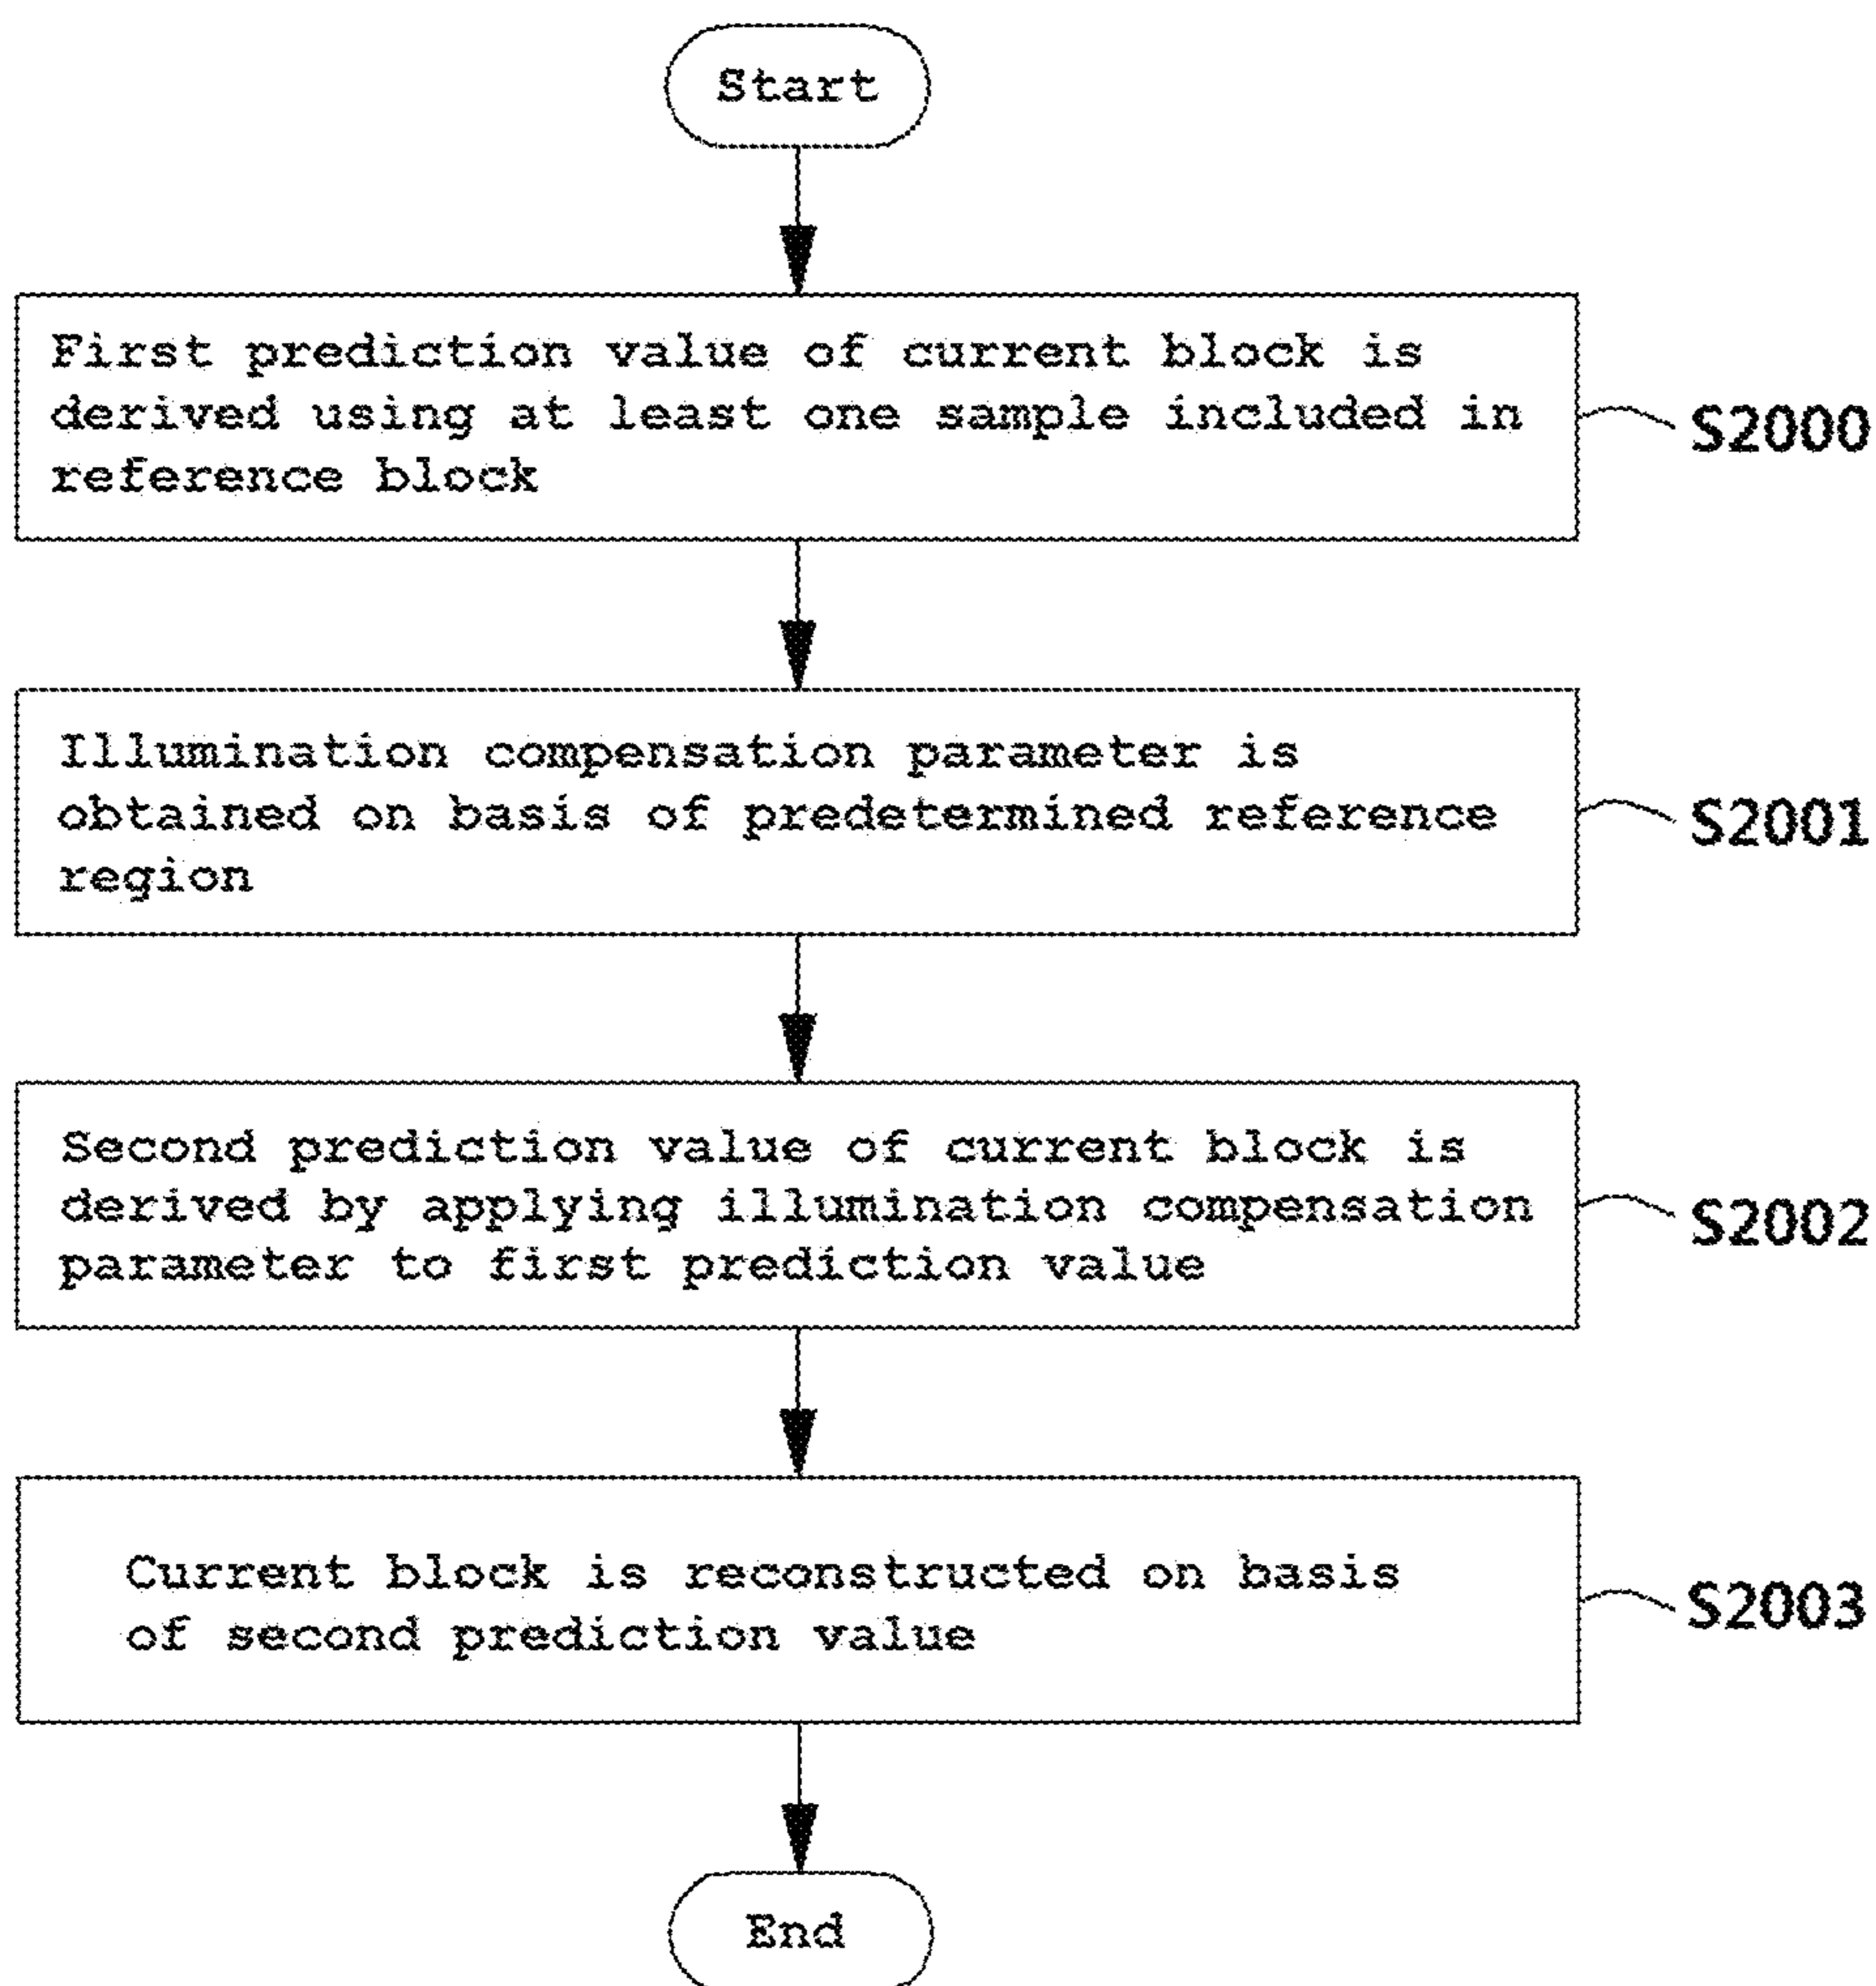 Start
First prediction value of current block is
derived using at least one sample included in
reference block
S2000
Illumination compensation parameter is
obtained on basis of predetermined reference
region
S2001
Second prediction value of current block is
derived by applying illumination compensation
parameter to first prediction value
S2002
Current block is reconstructed on basis
of second prediction value
S2003
End